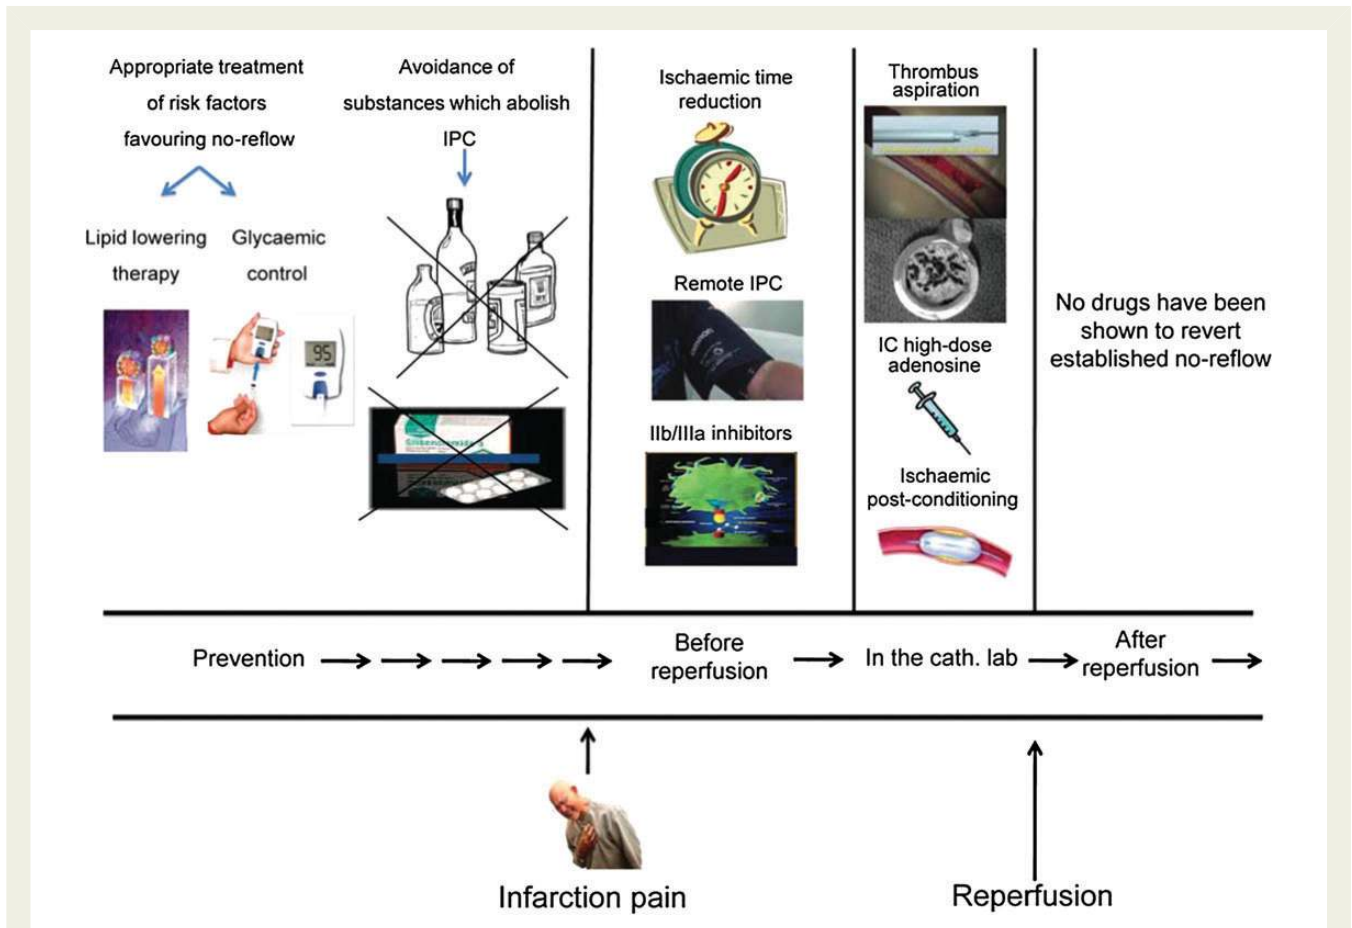 Appropriate treatment
of risk factors
favouring no-reflow
Lipid lowering
therapy
Glycaemic
control
95
Avoidance of
substances which abolish
IPC
Ischaemic time
reduction
Remote IPC
IIb/IIIa inhibitors
Thrombus
aspiration
IC high-dose
adenosine
Ischaemic
post-conditioning
No drugs have been
shown to revert
established no-reflow
Prevention
Before
reperfusion
In the cath. lab
After
reperfusion
Infarction pain
Reperfusion